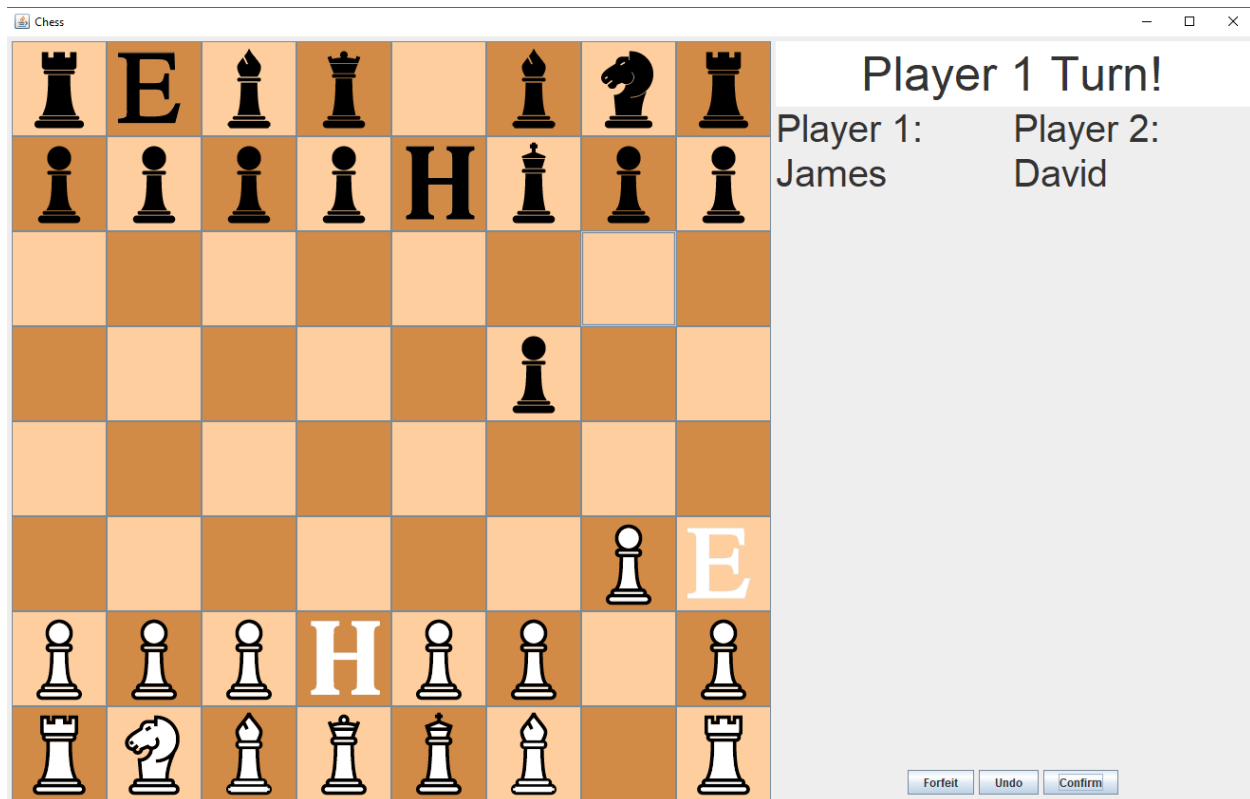 Chess
Player 1 Turn!
Player 1:
Player 2:
James
David
E
H
E
H
Forfeit
Undo
Confirm